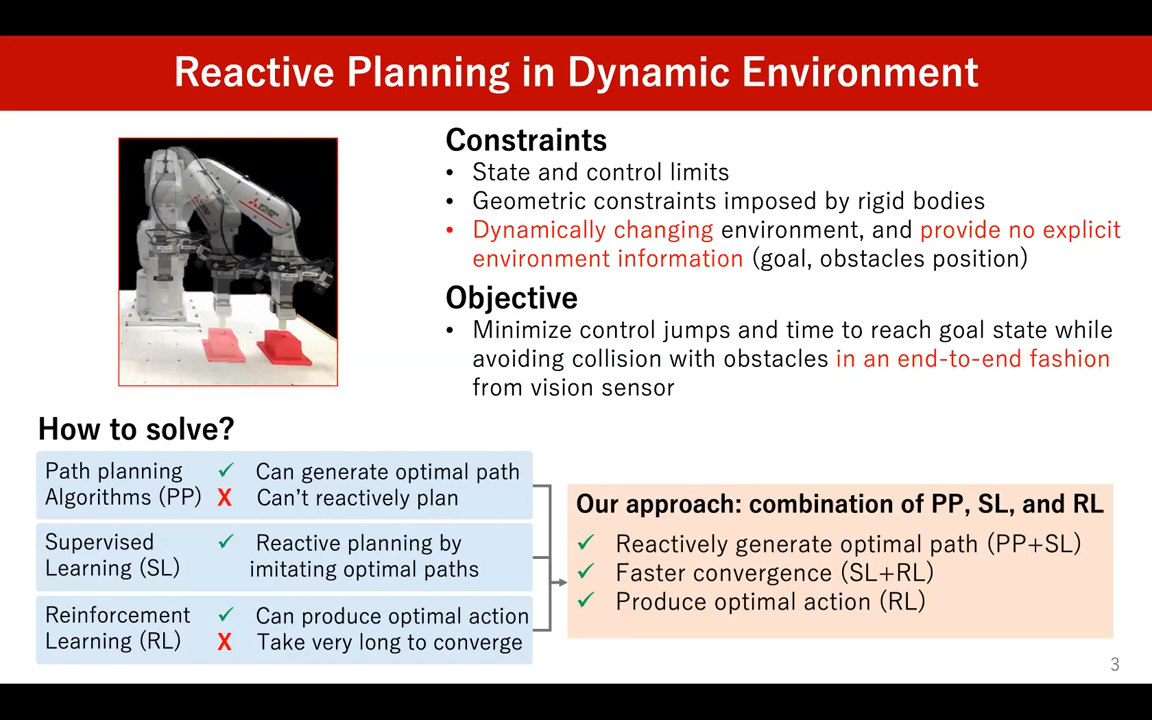 Reactive Planning in Dynamic Environment
Constraints
• State and control limits
• Geometric constraints imposed by rigid bodies
• Dynamically changing environment, and provide no explicit
environment information (goal, obstacles position)
Objective
• Minimize control jumps and time to reach goal state while
avoiding collision with obstacles in an end-to-end fashion
from vision sensor
How to solve?
Path planning ✓ Can generate optimal path
Algorithms (PP) X Can't reactively plan
Supervised ✓ Reactive planning by
Learning (SL) imitating optimal paths
Reinforcement ✓ Can produce optimal action
Learning (RL) X Take very long to converge
Our approach: combination of PP, SL, and RL
✓ Reactively generate optimal path (PP+SL)
✓ Faster convergence (SL+RL)
✓ Produce optimal action (RL)
3